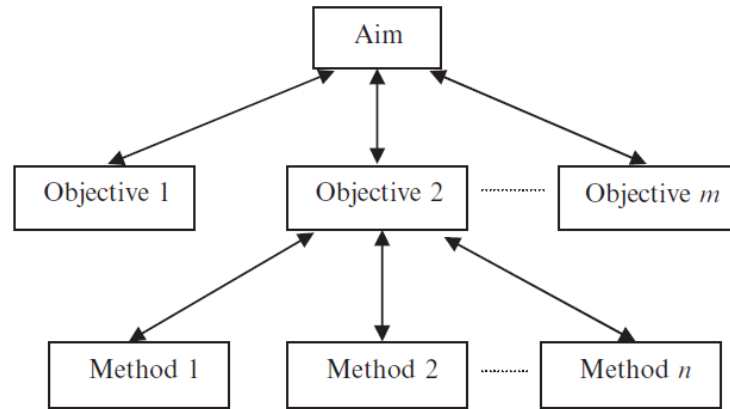 Aim
Objective 1
Objective 2
Objective m
Method 1
Method 2
Method n